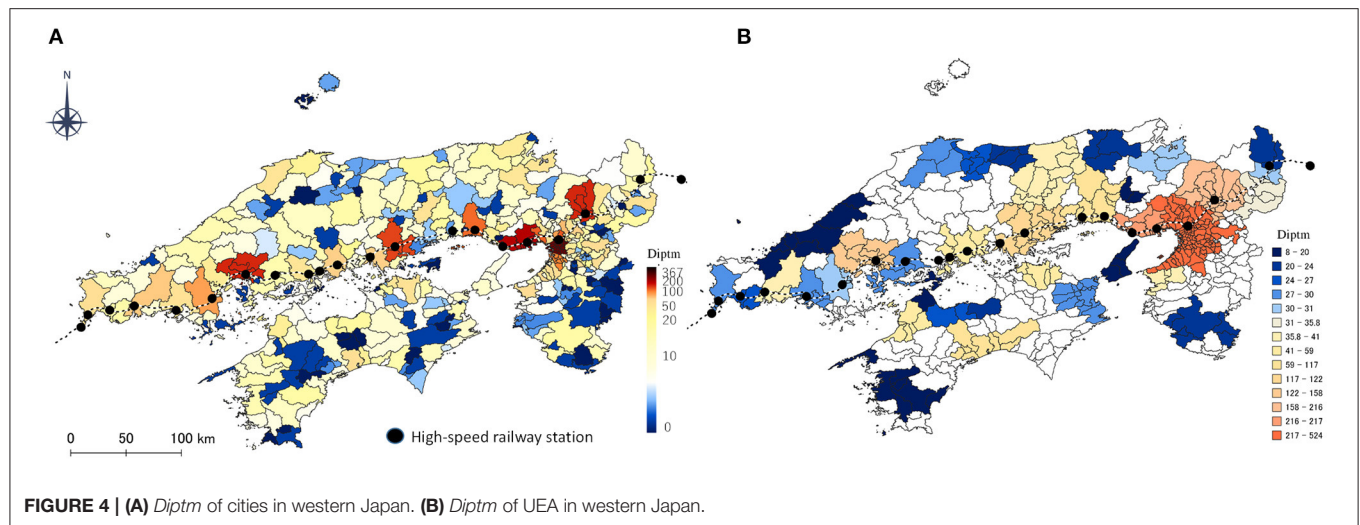 A
B
N
Diptm
367
200
100
50
20
10
0
High-speed railway station
0 50 100 km
Diptm
8 - 20
20 - 24
24 - 27
27 - 30
30 - 31
31 - 35.8
35.8 - 41
41 - 59
59 - 117
117 - 122
122 - 158
158 - 216
216 - 217
217 - 524
FIGURE 4 | (A) Diptm of cities in western Japan. (B) Diptm of UEA in western Japan.